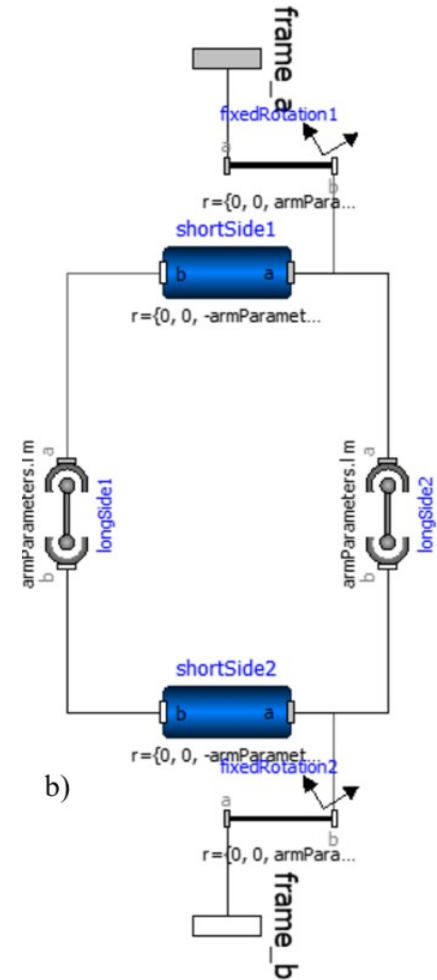 frame_a
fixedRotation1
a
b
r={0, 0, armPara...
shortSide1
b a
r={0, 0, -armParamet...
a
a
armParameters.l m
longSide1
armParameters.l m
longSide2
b
b
shortSide2
b a
r={0, 0, -armParamet...
fixedRotation2
b)
a
b
r={0, 0, armPara...
frame_b